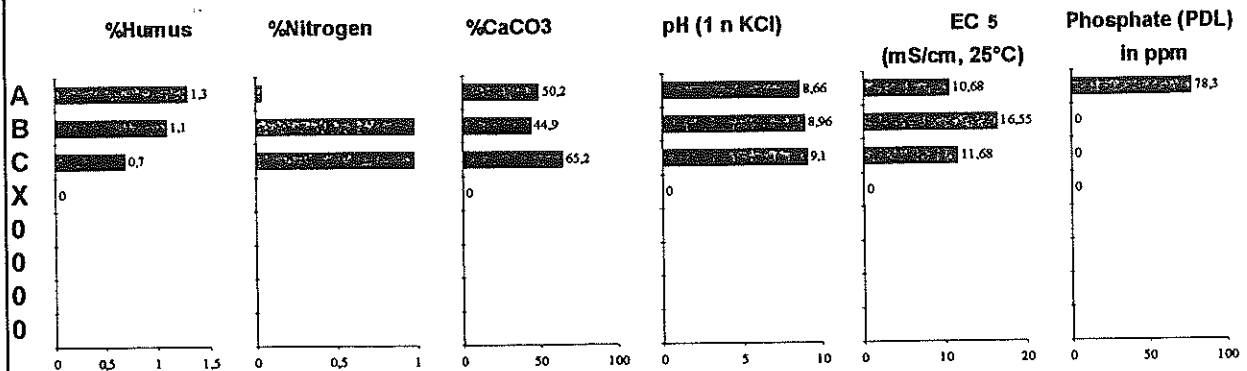 %Humus %Nitrogen %CaCO3 pH (1 n KCl) EC 5 Phosphate (PDL)
(mS/cm, 25°C) in ppm
A 1,3 50,2 8,66 10,68 78,3
B 1,1 44,9 8,96 16,55 0
C 0,7 65,2 9,1 11,68 0
X 0 0 0 0 0
0
0
0
0
0 0,5 1 1,5 0 0,5 1 0 50 100 0 5 10 0 10 20 0 50 100